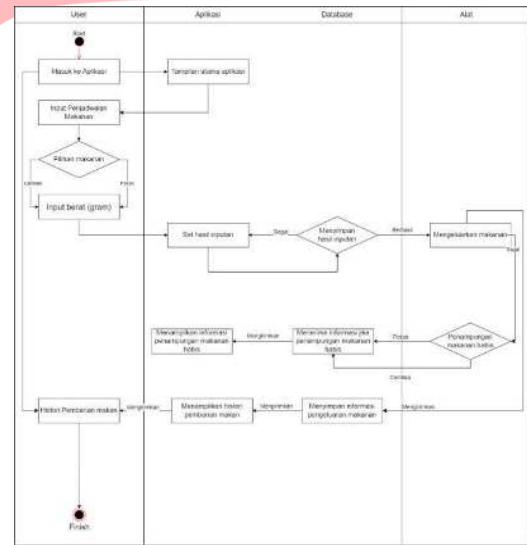 User
Aplikasi
Database
Alat
Start
Masuk ke Aplikasi
Tampilan utama aplikasi
Input Penjadwalan
Makanan
Pilihan makanan
Input berat (gram)
Set hasil inputan
Gagal
Menyimpan
hasil inputan
Berhasil
Mengeluarkan makanan
Gagal
Menampilkan informasi
penampungan makanan
habis
Mengirimkan
Menerima informasi jika
penampungan makanan
habis
Penampungan
makanan habis
Histori Pemberian makan
Mengirimkan
Menampilkan histori
pemberian makan
Mengirimkan
Menyimpan informasi
pengeluaran makanan
Mengirimkan
Finish